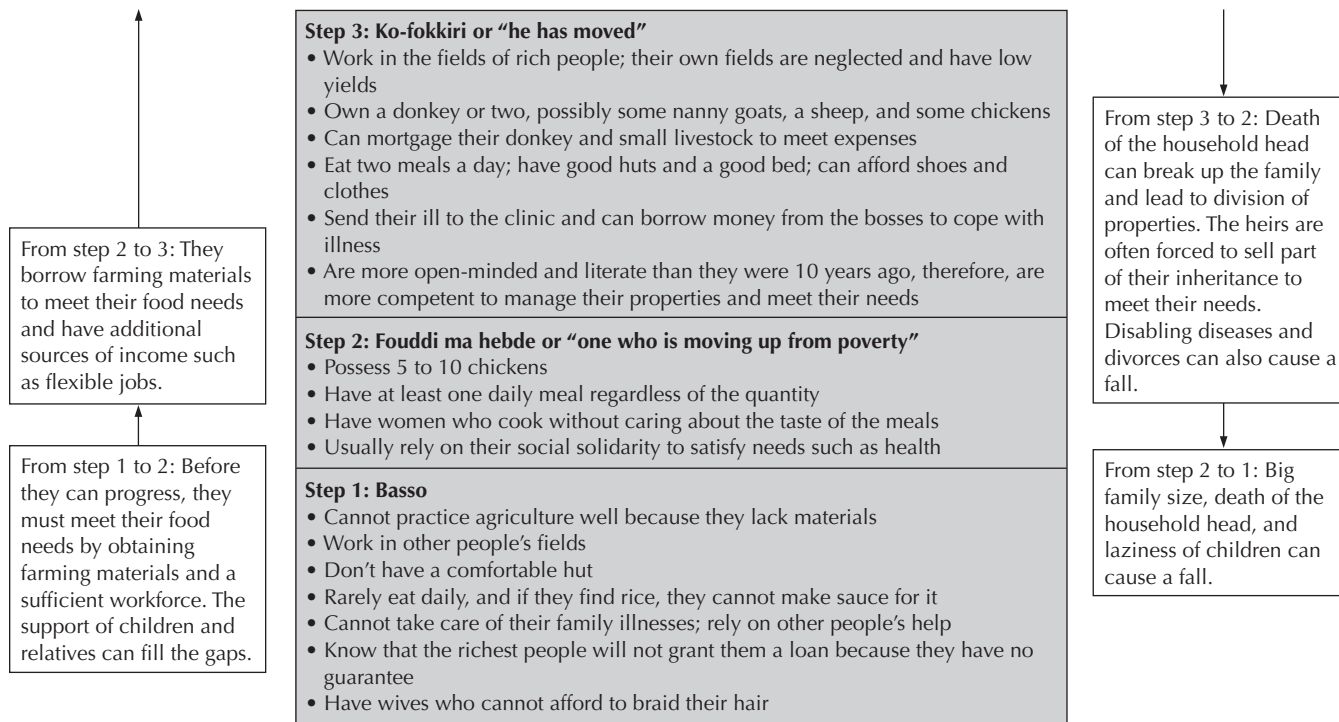 Step 3: Ko-fokkiri or “he has moved”
• Work in the fields of rich people; their own fields are neglected and have low
yields
• Own a donkey or two, possibly some nanny goats, a sheep, and some chickens
• Can mortgage their donkey and small livestock to meet expenses
• Eat two meals a day; have good huts and a good bed; can afford shoes and
clothes
• Send their ill to the clinic and can borrow money from the bosses to cope with
illness
• Are more open-minded and literate than they were 10 years ago, therefore, are
more competent to manage their properties and meet their needs
Step 2: Fouddi ma hebde or “one who is moving up from poverty”
• Possess 5 to 10 chickens
• Have at least one daily meal regardless of the quantity
• Have women who cook without caring about the taste of the meals
• Usually rely on their social solidarity to satisfy needs such as health
Step 1: Basso
• Cannot practice agriculture well because they lack materials
• Work in other people’s fields
• Don’t have a comfortable hut
• Rarely eat daily, and if they find rice, they cannot make sauce for it
• Cannot take care of their family illnesses; rely on other people’s help
• Know that the richest people will not grant them a loan because they have no
guarantee
• Have wives who cannot afford to braid their hair
From step 2 to 3: They
borrow farming materials
to meet their food needs
and have additional
sources of income such
as flexible jobs.
From step 1 to 2: Before
they can progress, they
must meet their food
needs by obtaining
farming materials and a
sufficient workforce. The
support of children and
relatives can fill the gaps.
From step 3 to 2: Death
of the household head
can break up the family
and lead to division of
properties. The heirs are
often forced to sell part
of their inheritance to
meet their needs.
Disabling diseases and
divorces can also cause a
fall.
From step 2 to 1: Big
family size, death of the
household head, and
laziness of children can
cause a fall.